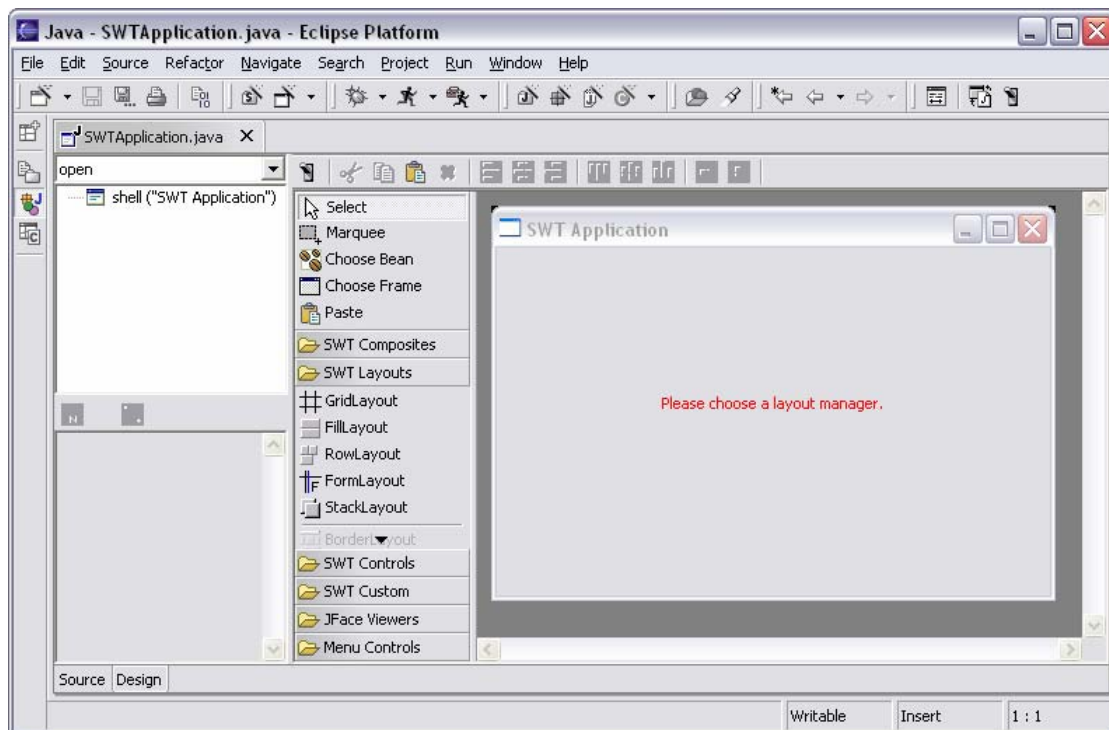 Java - SWTApplication.java - Eclipse Platform
File Edit Source Refactor Navigate Search Project Run Window Help
SWTApplication.java
open
shell ("SWT Application")
Select
Marquee
Choose Bean
Choose Frame
Paste
SWT Composites
SWT Layouts
GridLayout
FillLayout
RowLayout
FormLayout
StackLayout
BorderLayout
SWT Controls
SWT Custom
JFace Viewers
Menu Controls
SWT Application
Please choose a layout manager.
Source Design
Writable Insert 1 : 1